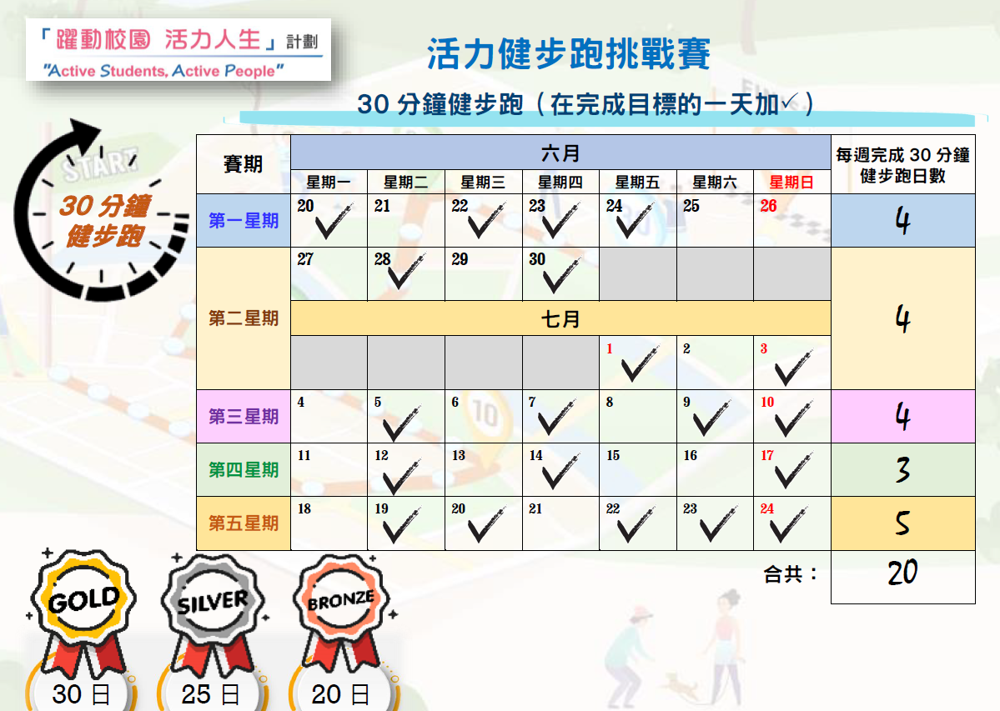 「躍動校園 活力人生」計劃
"Active Students, Active People"
活力健步跑挑戰賽
30 分鐘健步跑（在完成目標的一天加✓）
START
30 分鐘
健步跑
賽期 六月 每週完成 30 分鐘
健步跑日數
星期一 星期二 星期三 星期四 星期五 星期六 星期日
第一星期 20 ✓ 21 22 ✓ 23 ✓ 24 ✓ 25 26 4
27 28 ✓ 29 30 ✓
第二星期 七月 4
1 ✓ 2 3 ✓
第三星期 4 5 ✓ 6 7 ✓ 8 9 ✓ 10 ✓ 4
10
第四星期 11 12 ✓ 13 14 ✓ 15 16 17 ✓ 3
第五星期 18 19 ✓ 20 ✓ 21 22 ✓ 23 ✓ 24 ✓ 5
合共： 20
GOLD SILVER BRONZE
30 日 25 日 20 日